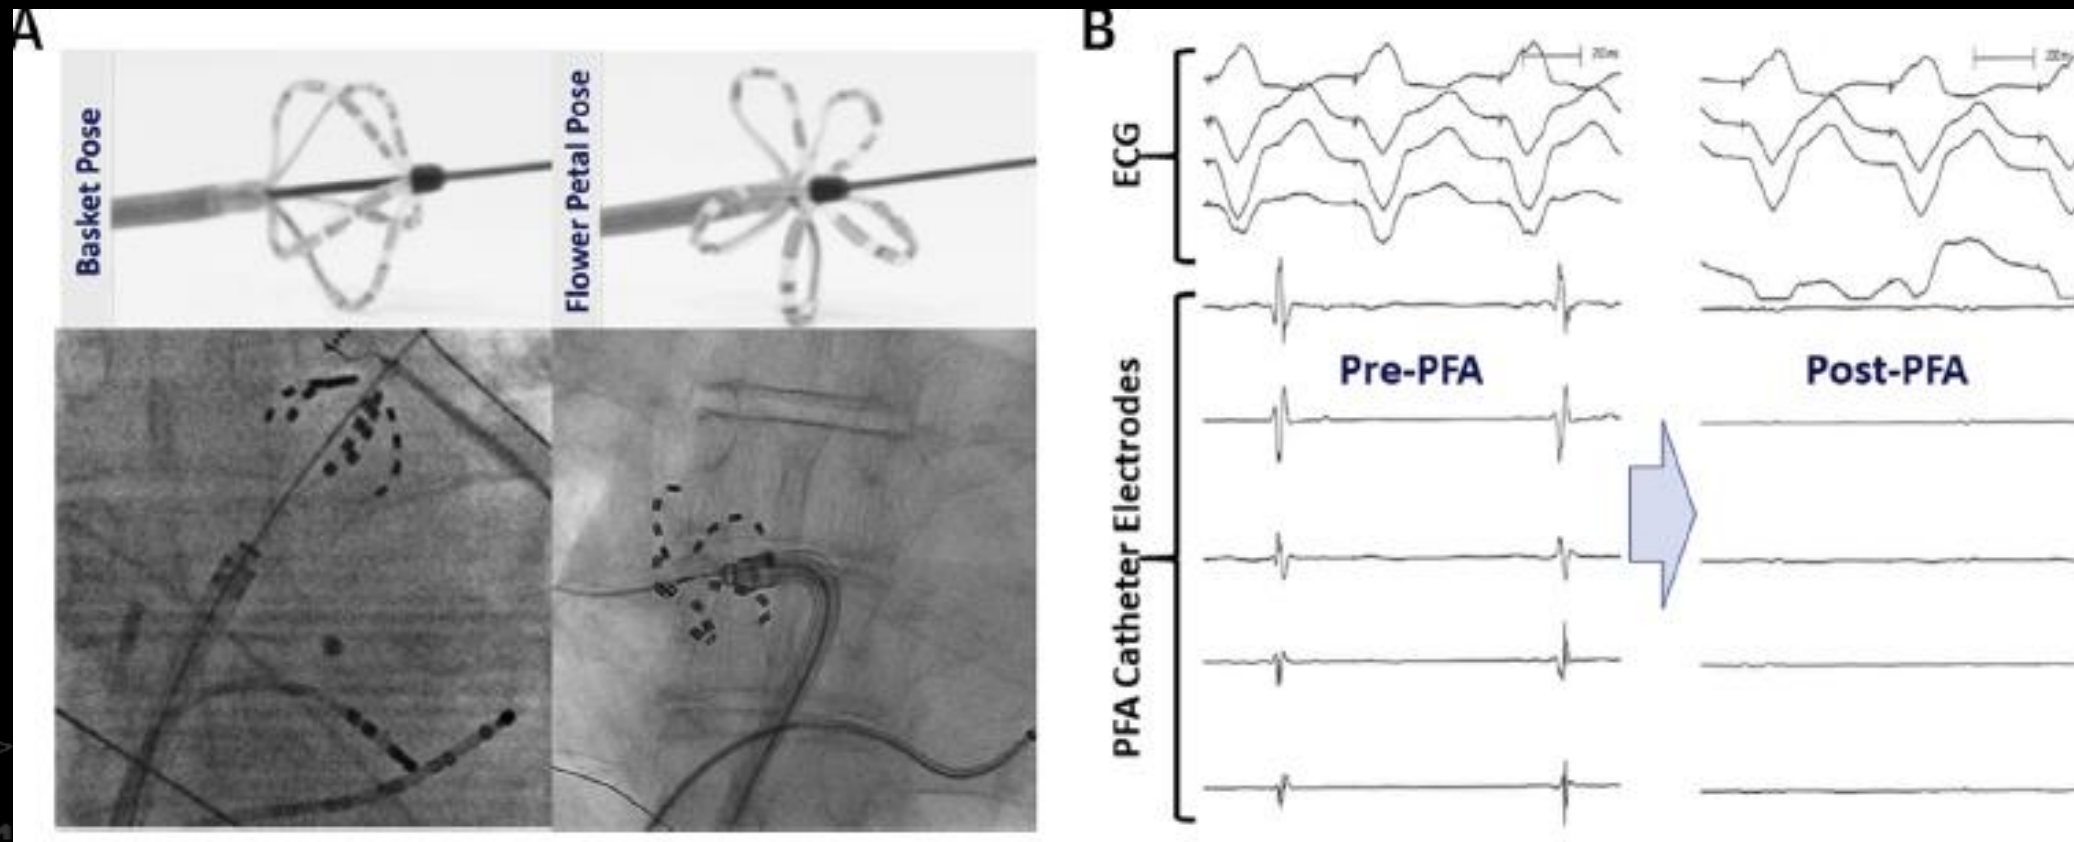 A
Basket Pose
Flower Petal Pose
B
ECG
PFA Catheter Electrodes
Pre-PFA
Post-PFA